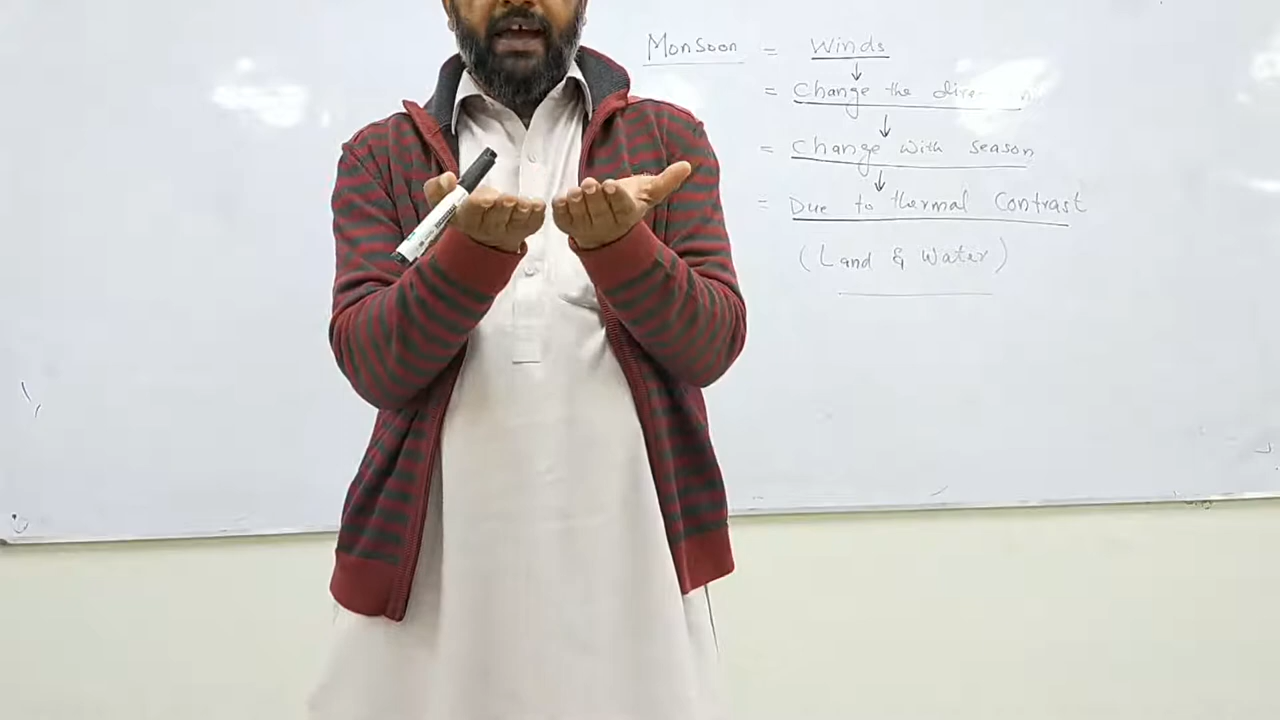 Monsoon = Winds
↓
= Change the
↓
= Change with season
↓
= Due to thermal Contrast
(Land & Water)